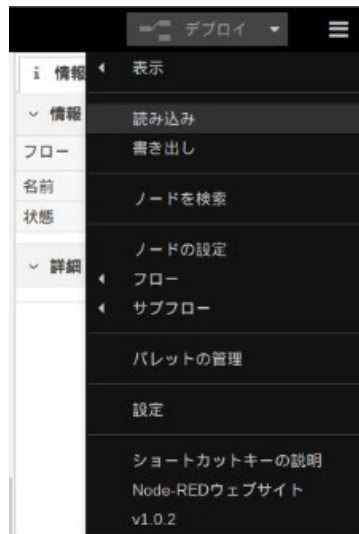 デプロイ
i 情報
情報
フロー
名前
状態
詳細
表示
読み込み
書き出し
ノードを検索
ノードの設定
フロー
サブフロー
パレットの管理
設定
ショートカットキーの説明
Node-REDウェブサイト
v1.0.2